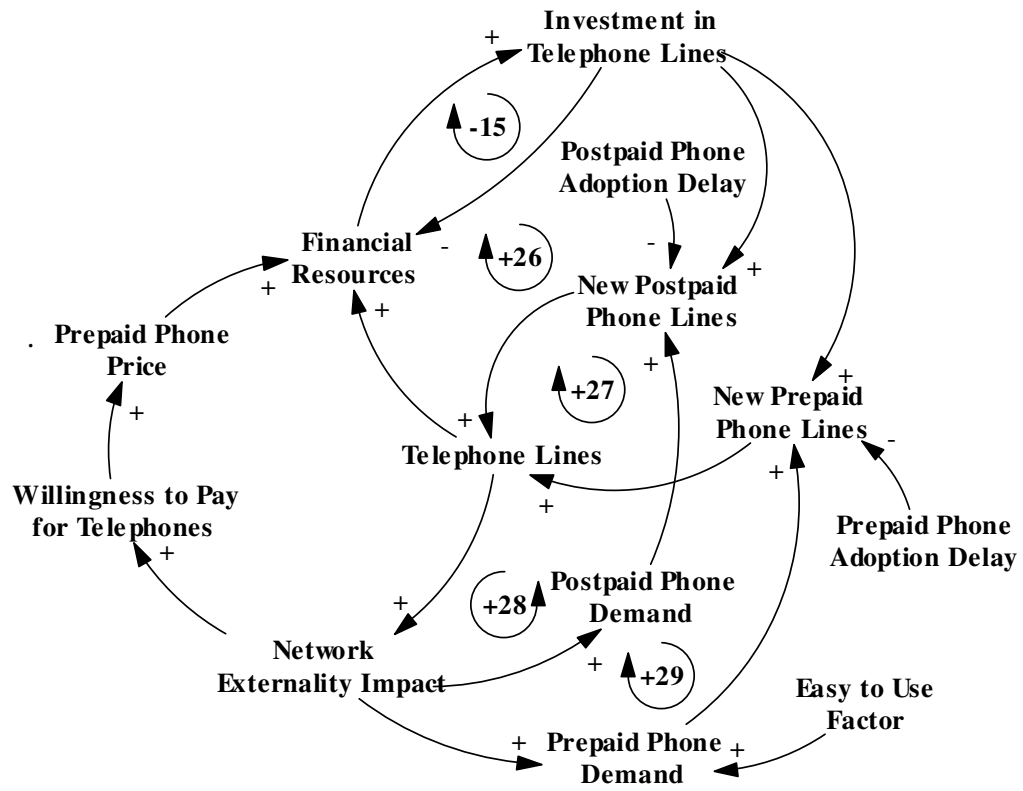 Investment in
Telephone Lines
+
-15
Postpaid Phone
Adoption Delay
Financial
Resources
-
+26
-
+
New Postpaid
Phone Lines
+
+
Prepaid Phone
Price
.
+
+27
+
+
New Prepaid
Phone Lines
-
+
+
Telephone Lines
+
+
Willingness to Pay
for Telephones
+
Prepaid Phone
Adoption Delay
+28
Postpaid Phone
Demand
+
Network
Externality Impact
+
+29
Easy to Use
Factor
+
Prepaid Phone
Demand
+